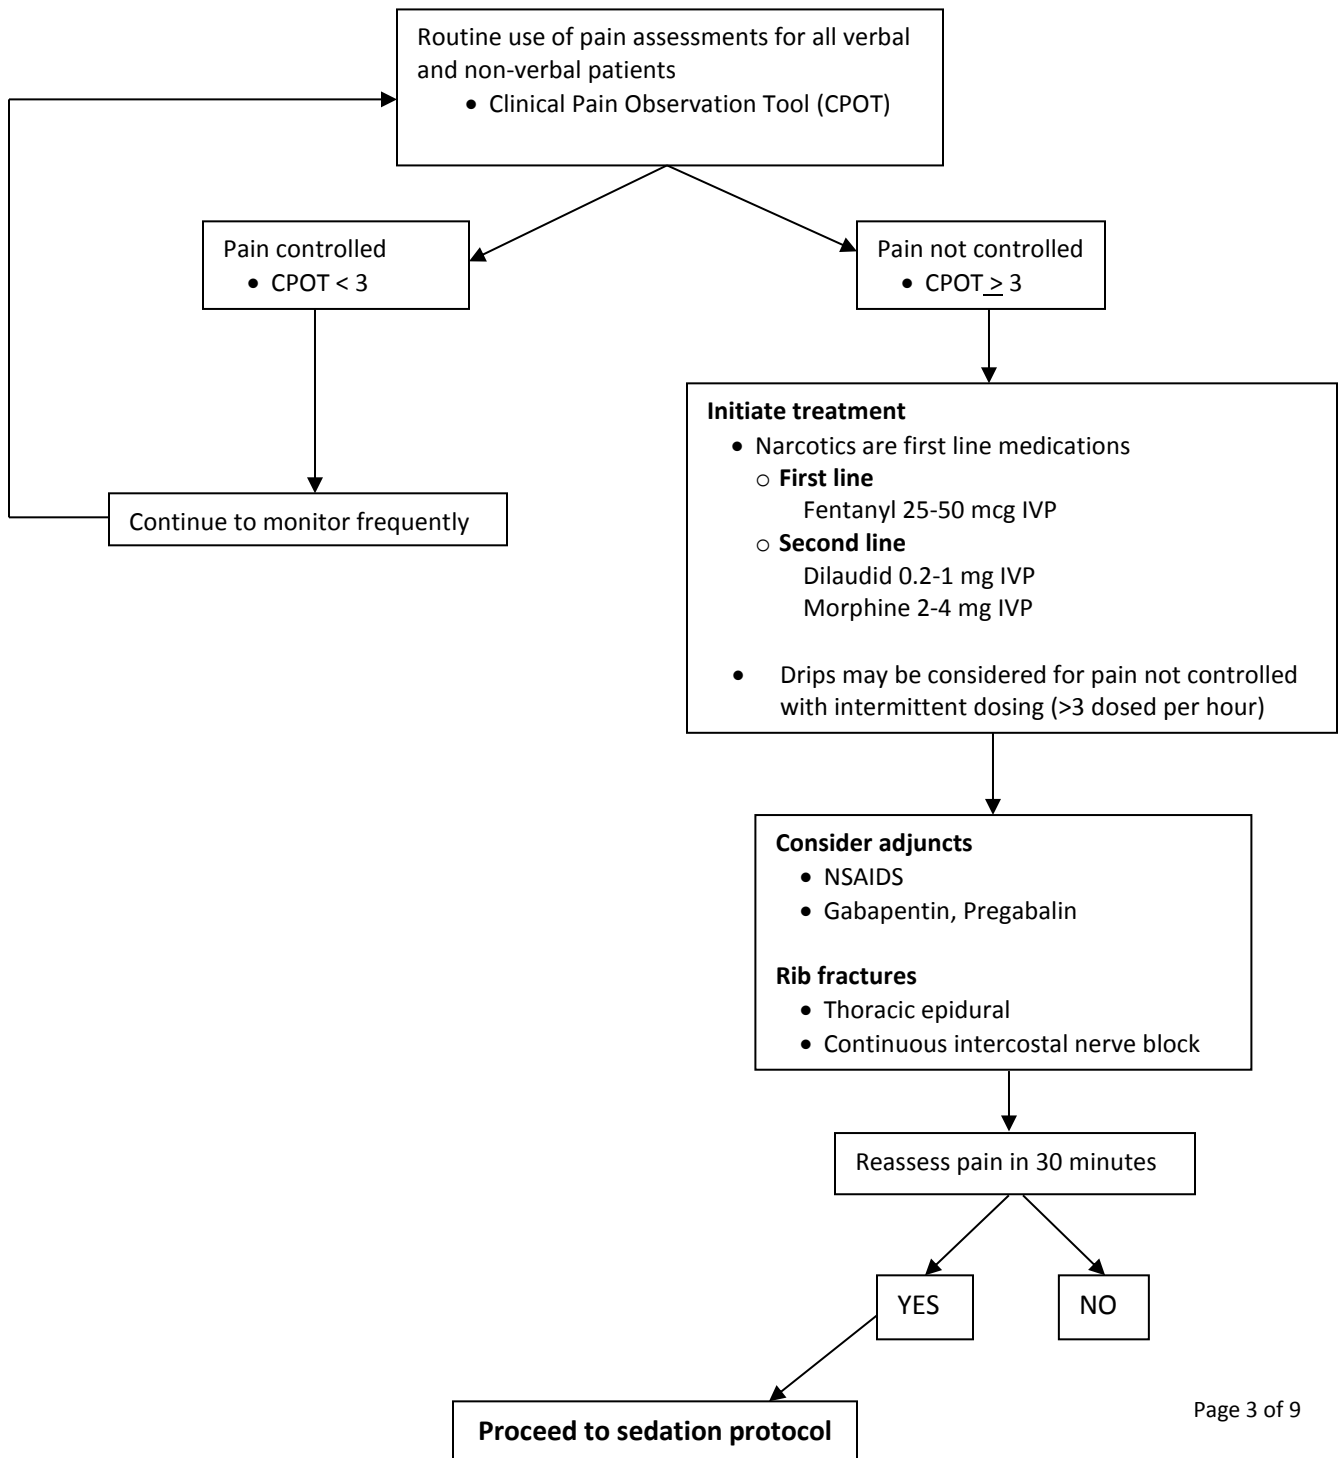 Routine use of pain assessments for all verbal
and non-verbal patients
• Clinical Pain Observation Tool (CPOT)
Pain controlled
• CPOT < 3
Pain not controlled
• CPOT > 3
Continue to monitor frequently
Initiate treatment
• Narcotics are first line medications
o First line
Fentanyl 25-50 mcg IVP
o Second line
Dilaudid 0.2-1 mg IVP
Morphine 2-4 mg IVP
• Drips may be considered for pain not controlled
with intermittent dosing (>3 dosed per hour)
Consider adjuncts
• NSAIDS
• Gabapentin, Pregabalin
Rib fractures
• Thoracic epidural
• Continuous intercostal nerve block
Reassess pain in 30 minutes
YES
NO
Proceed to sedation protocol
Page 3 of 9